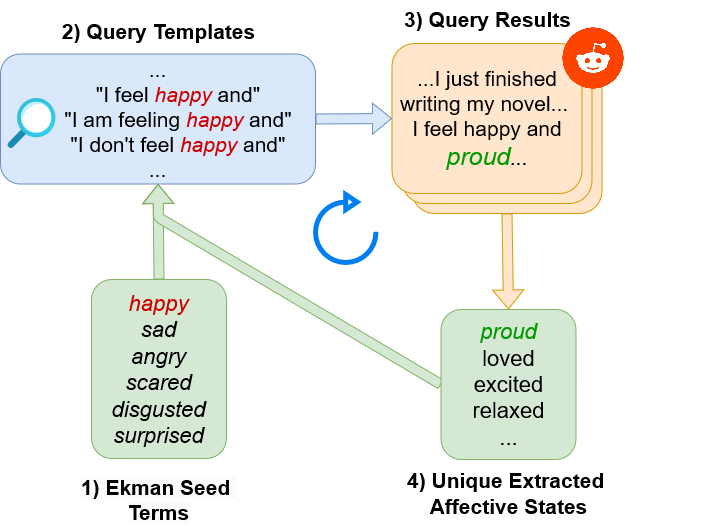 2) Query Templates
...
"I feel happy and"
"I am feeling happy and"
"I don't feel happy and"
...
3) Query Results
...I just finished
writing my novel...
I feel happy and
proud...
happy
sad
angry
scared
disgusted
surprised
1) Ekman Seed
Terms
proud
loved
excited
relaxed
...
4) Unique Extracted
Affective States